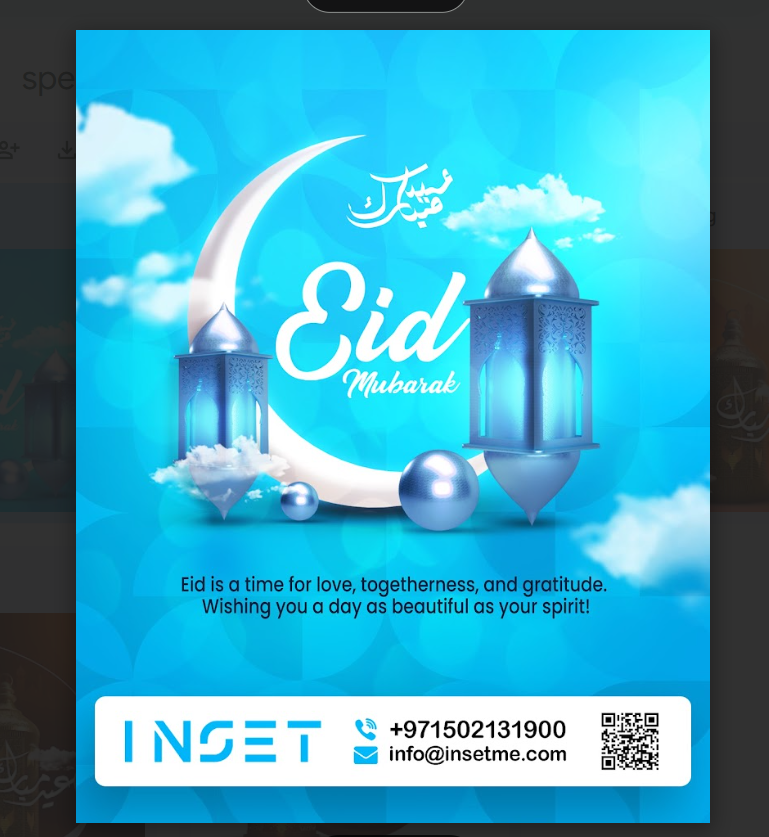 spe
عيد
مبارك
Eid
Mubarak
Eid is a time for love, togetherness, and gratitude.
Wishing you a day as beautiful as your spirit!
INSET
+971502131900
info@insetme.com